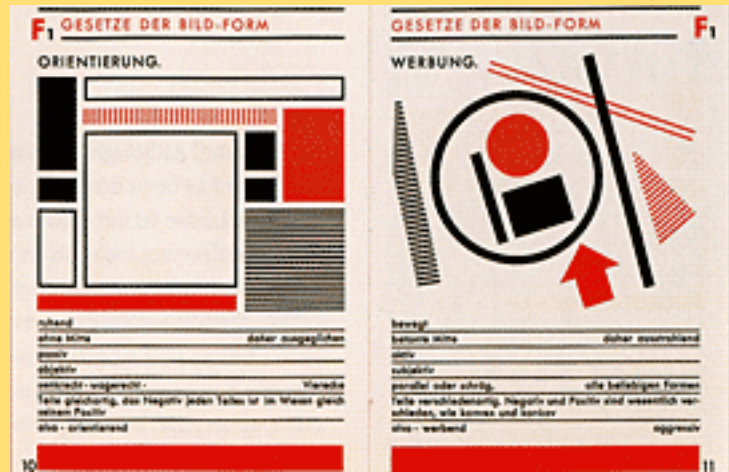 F1 GESETZE DER BILD-FORM
ORIENTIERUNG.
ruhend
ohne Mitte daher ausgeglichen
passiv
objektiv
senkrecht - wagerecht - Vierecke
Teile gleichartig, das Negativ jeden Teiles ist im Wesen gleich
seinem Positiv
also - orientierend
10
GESETZE DER BILD-FORM F1
WERBUNG.
bewegt
betonte Mitte daher ausstrahlend
aktiv
subjektiv
parallel oder schräg, alle beliebigen Formen
Teile verschiedenartig. Negativ und Positiv sind wesentlich ver-
schieden, wie konvex und konkav
also - werbend aggressiv
11